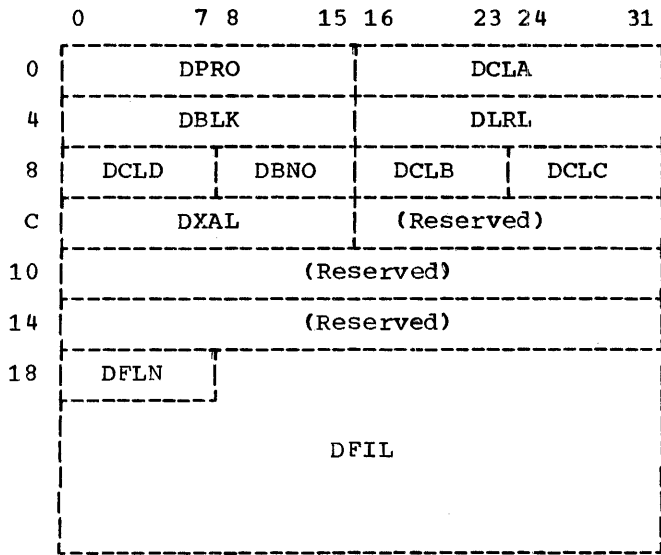 0 7 8 15 16 23 24 31
0 DPRO DCLA
4 DBLK DLRL
8 DCLD DBNO DCLB DCLC
C DXAL (Reserved)
10 (Reserved)
14 (Reserved)
18 DFLN
DFIL